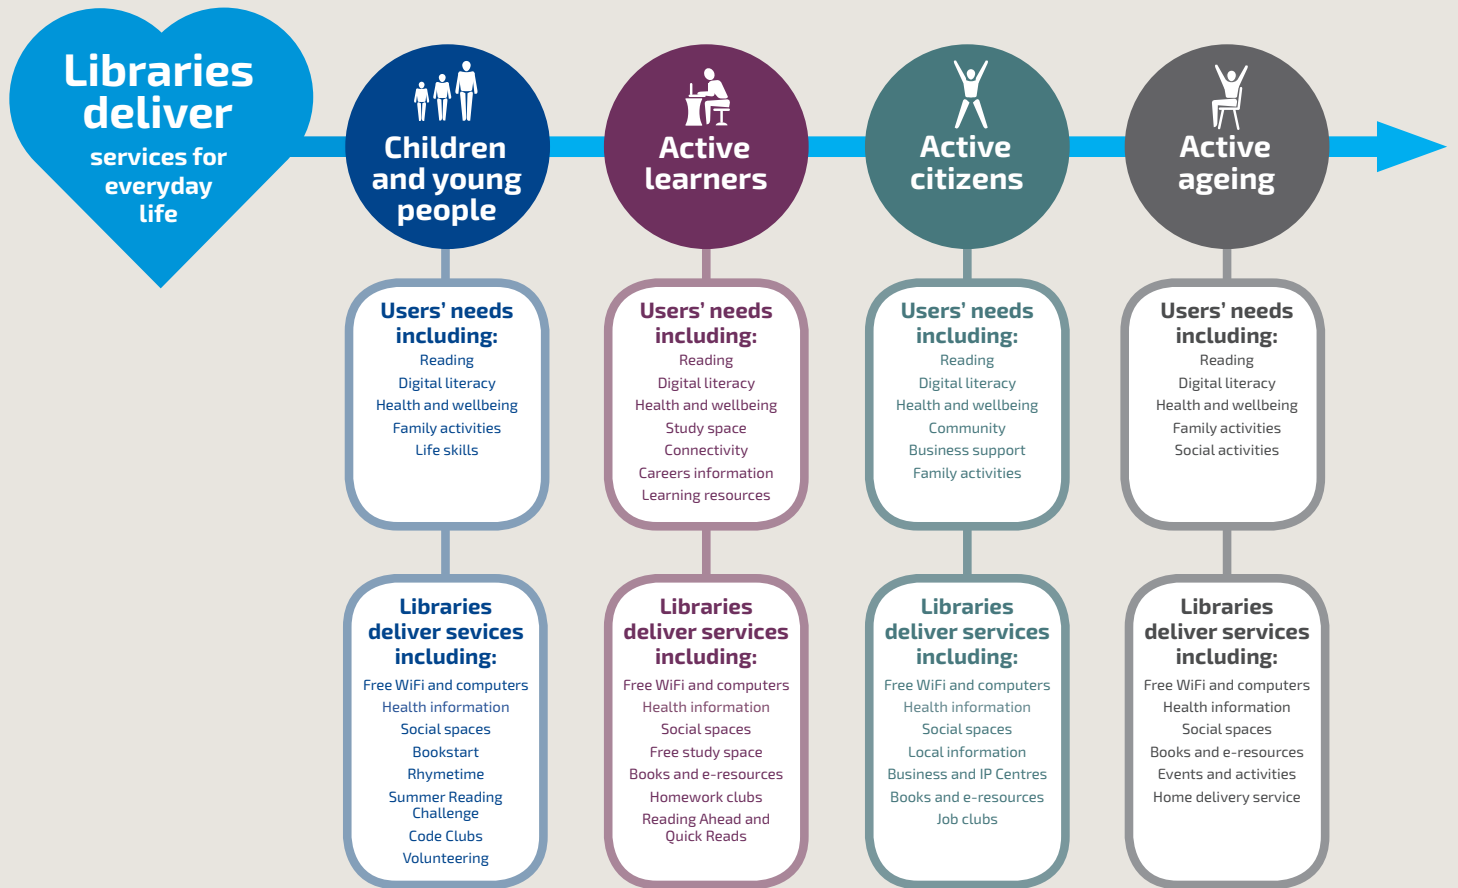 Libraries
deliver
services for
everyday
life
Children
and young
people
Active
learners
Active
citizens
Active
ageing
Users’ needs
including:
Reading
Digital literacy
Health and wellbeing
Family activities
Life skills
Users’ needs
including:
Reading
Digital literacy
Health and wellbeing
Study space
Connectivity
Careers information
Learning resources
Users’ needs
including:
Reading
Digital literacy
Health and wellbeing
Community
Business support
Family activities
Users’ needs
including:
Reading
Digital literacy
Health and wellbeing
Family activities
Social activities
Libraries
deliver sevices
including:
Free WiFi and computers
Health information
Social spaces
Bookstart
Rhymetime
Summer Reading
Challenge
Code Clubs
Volunteering
Libraries
deliver services
including:
Free WiFi and computers
Health information
Social spaces
Free study space
Books and e-resources
Homework clubs
Reading Ahead and
Quick Reads
Libraries
deliver services
including:
Free WiFi and computers
Health information
Social spaces
Local information
Business and IP Centres
Books and e-resources
Job clubs
Libraries
deliver services
including:
Free WiFi and computers
Health information
Social spaces
Books and e-resources
Events and activities
Home delivery service